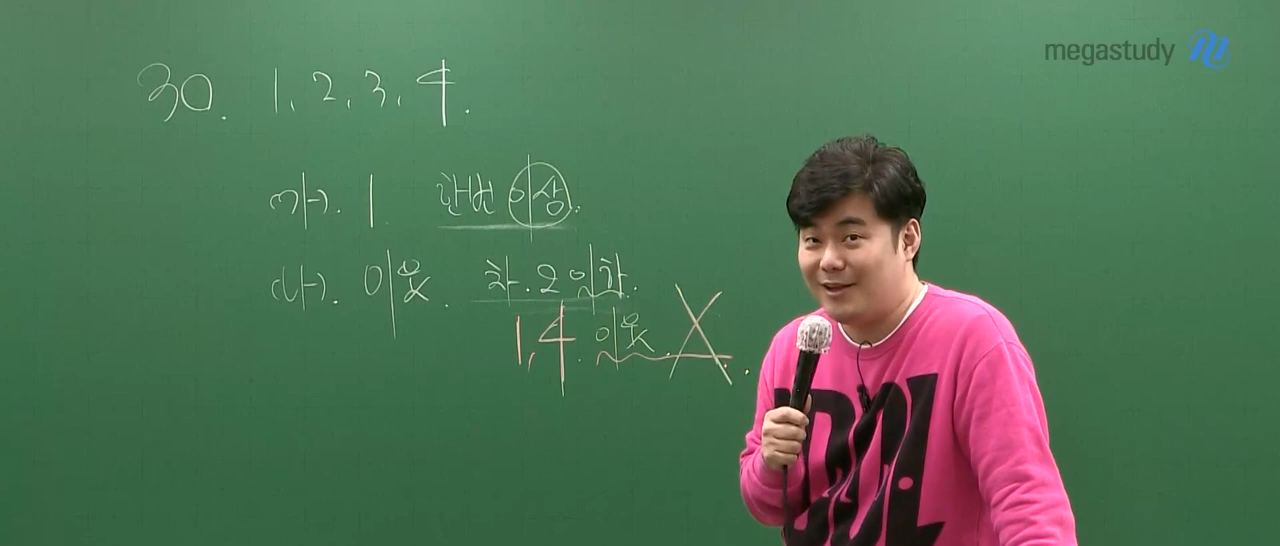 megastudy
30. 1, 2, 3, 4.
(가). 1 한번 이상.
(나). 이웃. 차. 2이하.
1, 4. 이웃 X.